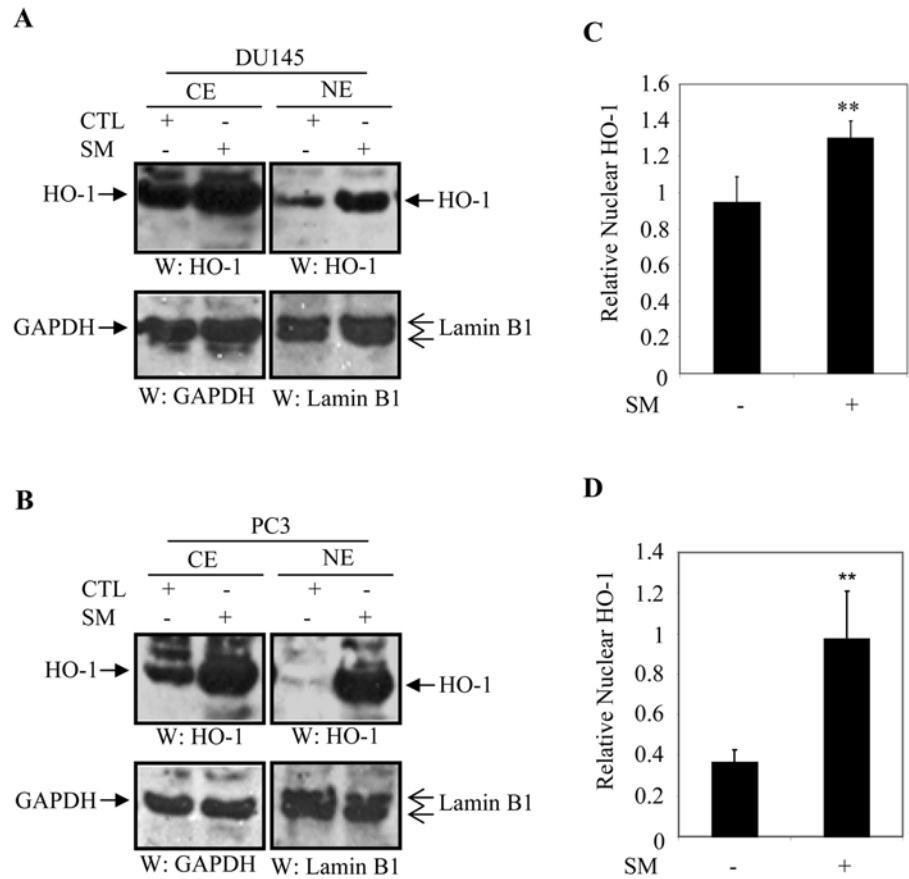 A
DU145
CE NE
CTL + - + -
SM - + - +
HO-1 HO-1
W: HO-1 W: HO-1
GAPDH Lamin B1
W: GAPDH W: Lamin B1
B
PC3
CE NE
CTL + - + -
SM - + - +
HO-1 HO-1
W: HO-1 W: HO-1
GAPDH Lamin B1
W: GAPDH W: Lamin B1
C
Relative Nuclear HO-1
1.6
1.4
1.2
1
0.8
0.6
0.4
0.2
0
**
SM - +
D
Relative Nuclear HO-1
1.4
1.2
1
0.8
0.6
0.4
0.2
0
**
SM - +